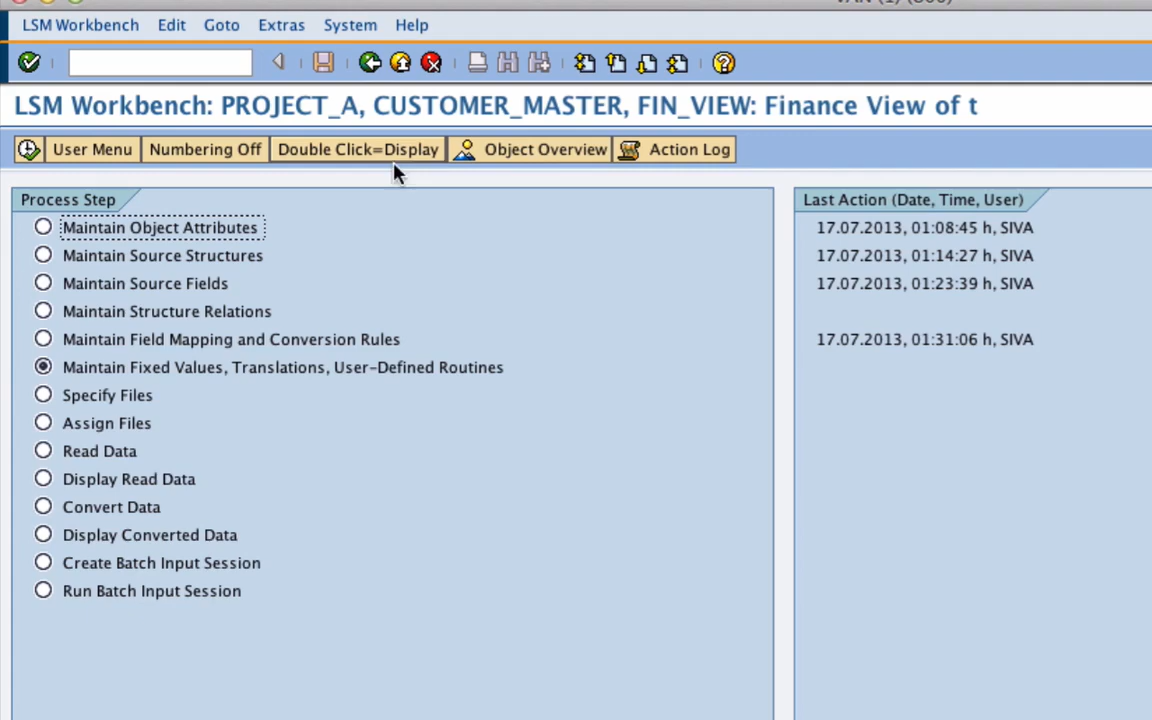 LSM Workbench Edit Goto Extras System Help
LSM Workbench: PROJECT_A, CUSTOMER_MASTER, FIN_VIEW: Finance View of t
User Menu Numbering Off Double Click=Display Object Overview Action Log
Process Step Last Action (Date, Time, User)
Maintain Object Attributes 17.07.2013, 01:08:45 h, SIVA
Maintain Source Structures 17.07.2013, 01:14:27 h, SIVA
Maintain Source Fields 17.07.2013, 01:23:39 h, SIVA
Maintain Structure Relations
Maintain Field Mapping and Conversion Rules 17.07.2013, 01:31:06 h, SIVA
Maintain Fixed Values, Translations, User-Defined Routines
Specify Files
Assign Files
Read Data
Display Read Data
Convert Data
Display Converted Data
Create Batch Input Session
Run Batch Input Session